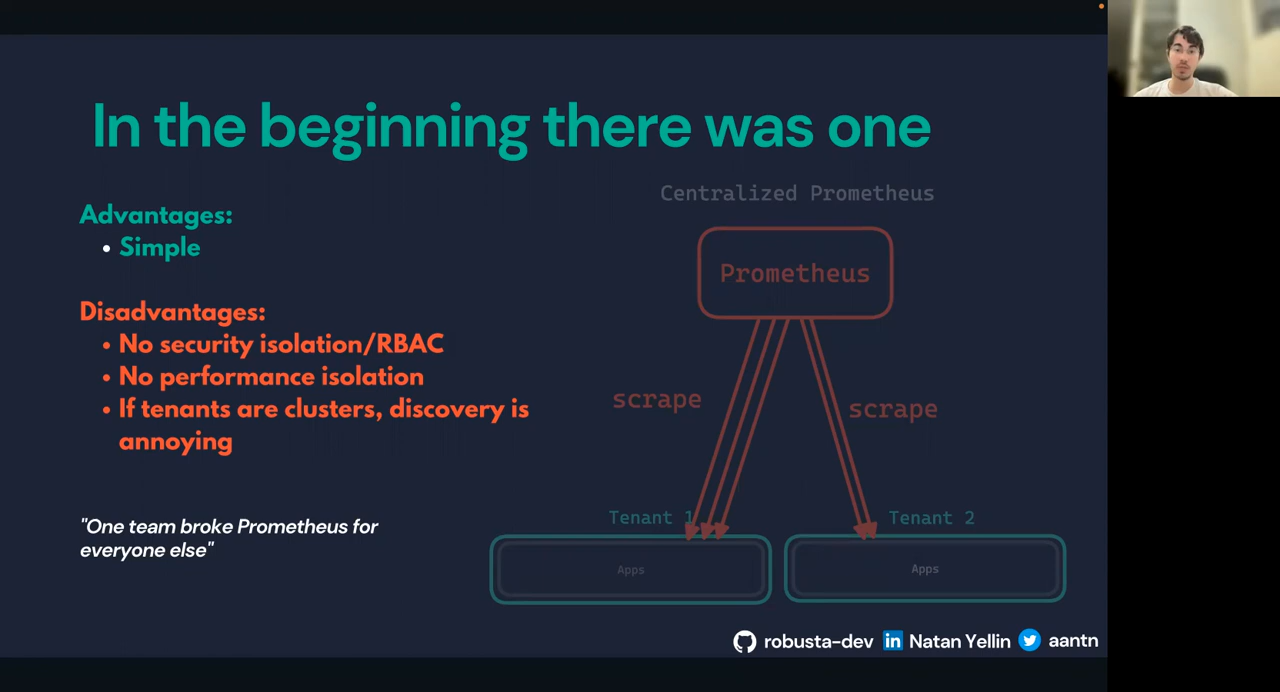 In the beginning there was one
Centralized Prometheus
Advantages:
• Simple
Prometheus
Disadvantages:
• No security isolation/RBAC
• No performance isolation
• If tenants are clusters, discovery is
annoying
scrape
scrape
"One team broke Prometheus for
everyone else"
Tenant 1
Tenant 2
Apps
Apps
robusta-dev in Natan Yellin aantn